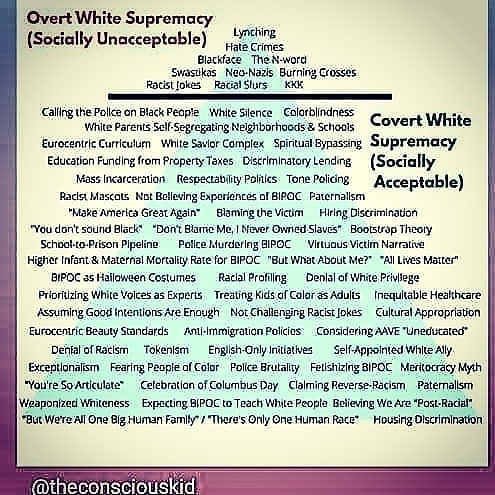 Overt White Supremacy
(Socially Unacceptable)
Lynching
Hate Crimes
Blackface The N-word
Swastikas Neo-Nazis Burning Crosses
Racist Jokes Racial Slurs KKK
Covert White
Supremacy
(Socially
Acceptable)
Calling the Police on Black People White Silence Colorblindness
White Parents Self-Segregating Neighborhoods & Schools
Eurocentric Curriculum White Savior Complex Spiritual Bypassing
Education Funding from Property Taxes Discriminatory Lending
Mass Incarceration Respectability Politics Tone Policing
Racist Mascots Not Believing Experiences of BIPOC Paternalism
"Make America Great Again" Blaming the Victim Hiring Discrimination
"You don't sound Black" "Don't Blame Me, I Never Owned Slaves" Bootstrap Theory
School-to-Prison Pipeline Police Murdering BIPOC Virtuous Victim Narrative
Higher Infant & Maternal Mortality Rate for BIPOC "But What About Me?" "All Lives Matter"
BIPOC as Halloween Costumes Racial Profiling Denial of White Privilege
Prioritizing White Voices as Experts Treating Kids of Color as Adults Inequitable Healthcare
Assuming Good Intentions Are Enough Not Challenging Racist Jokes Cultural Appropriation
Eurocentric Beauty Standards Anti-Immigration Policies Considering AAVE "Uneducated"
Denial of Racism Tokenism English-Only Initiatives Self-Appointed White Ally
Exceptionalism Fearing People of Color Police Brutality Fetishizing BIPOC Meritocracy Myth
"You're So Articulate" Celebration of Columbus Day Claiming Reverse-Racism Paternalism
Weaponized Whiteness Expecting BIPOC to Teach White People Believing We Are "Post-Racial"
"But We're All One Big Human Family" / "There's Only One Human Race" Housing Discrimination
@theconsciouskid